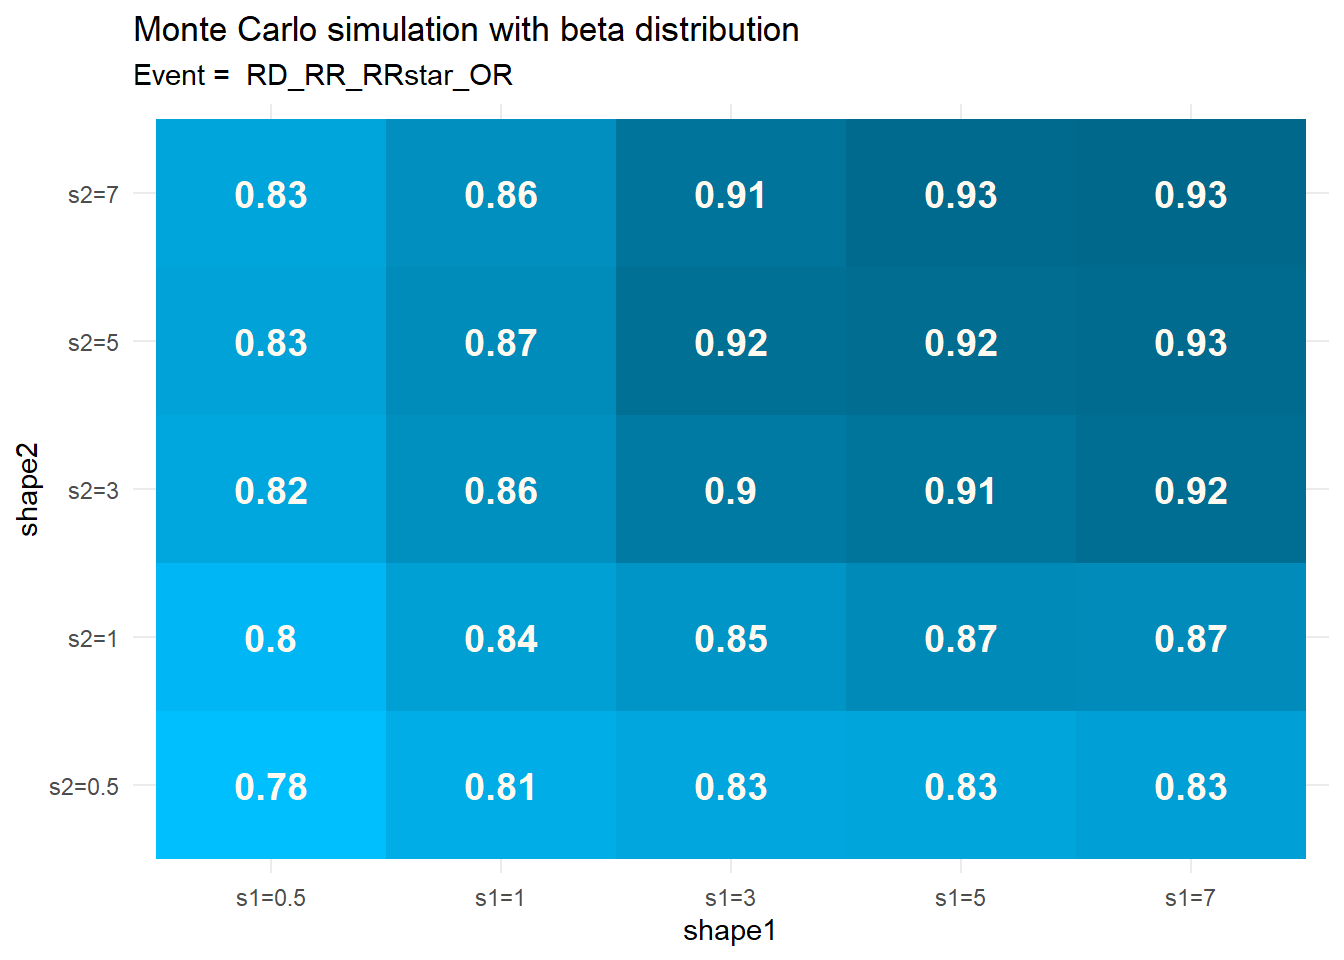 Monte Carlo simulation with beta distribution
Event =  RD_RR_RRstar_OR
s2=7 0.83 0.86 0.91 0.93 0.93
s2=5 0.83 0.87 0.92 0.92 0.93
s2=3 0.82 0.86 0.9 0.91 0.92
shape2
s2=1 0.8 0.84 0.85 0.87 0.87
s2=0.5 0.78 0.81 0.83 0.83 0.83
s1=0.5 s1=1 s1=3 s1=5 s1=7
shape1